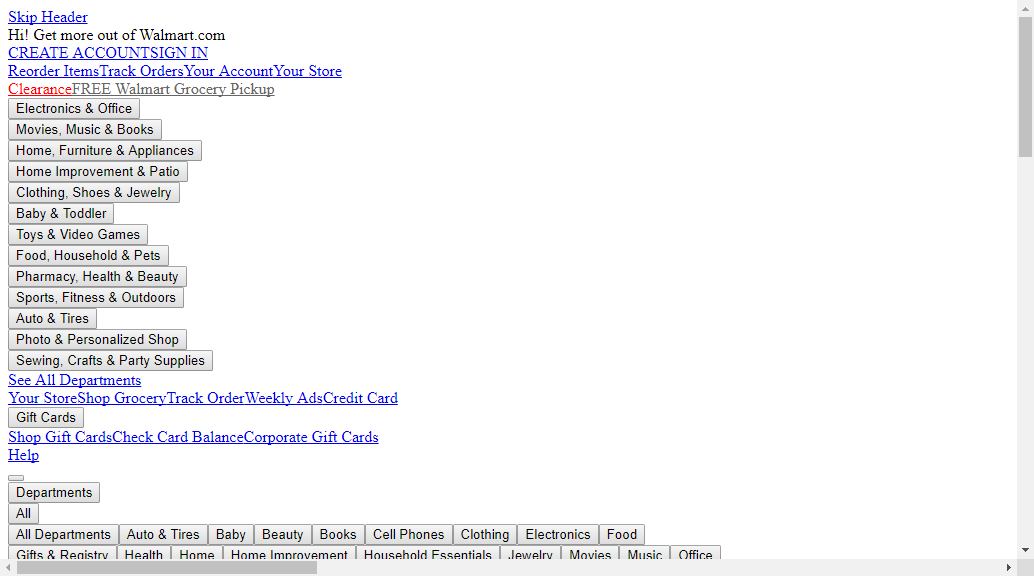 Skip Header
Hi! Get more out of Walmart.com
CREATE ACCOUNTSIGN IN
Reorder ItemsTrack OrdersYour AccountYour Store
ClearanceFREE Walmart Grocery Pickup
Electronics & Office
Movies, Music & Books
Home, Furniture & Appliances
Home Improvement & Patio
Clothing, Shoes & Jewelry
Baby & Toddler
Toys & Video Games
Food, Household & Pets
Pharmacy, Health & Beauty
Sports, Fitness & Outdoors
Auto & Tires
Photo & Personalized Shop
Sewing, Crafts & Party Supplies
See All Departments
Your StoreShop GroceryTrack OrderWeekly AdsCredit Card
Gift Cards
Shop Gift CardsCheck Card BalanceCorporate Gift Cards
Help
Departments
All
All Departments Auto & Tires Baby Beauty Books Cell Phones Clothing Electronics Food
Gifts & Registry Health Home Home Improvement Household Essentials Jewelry Movies Music Office